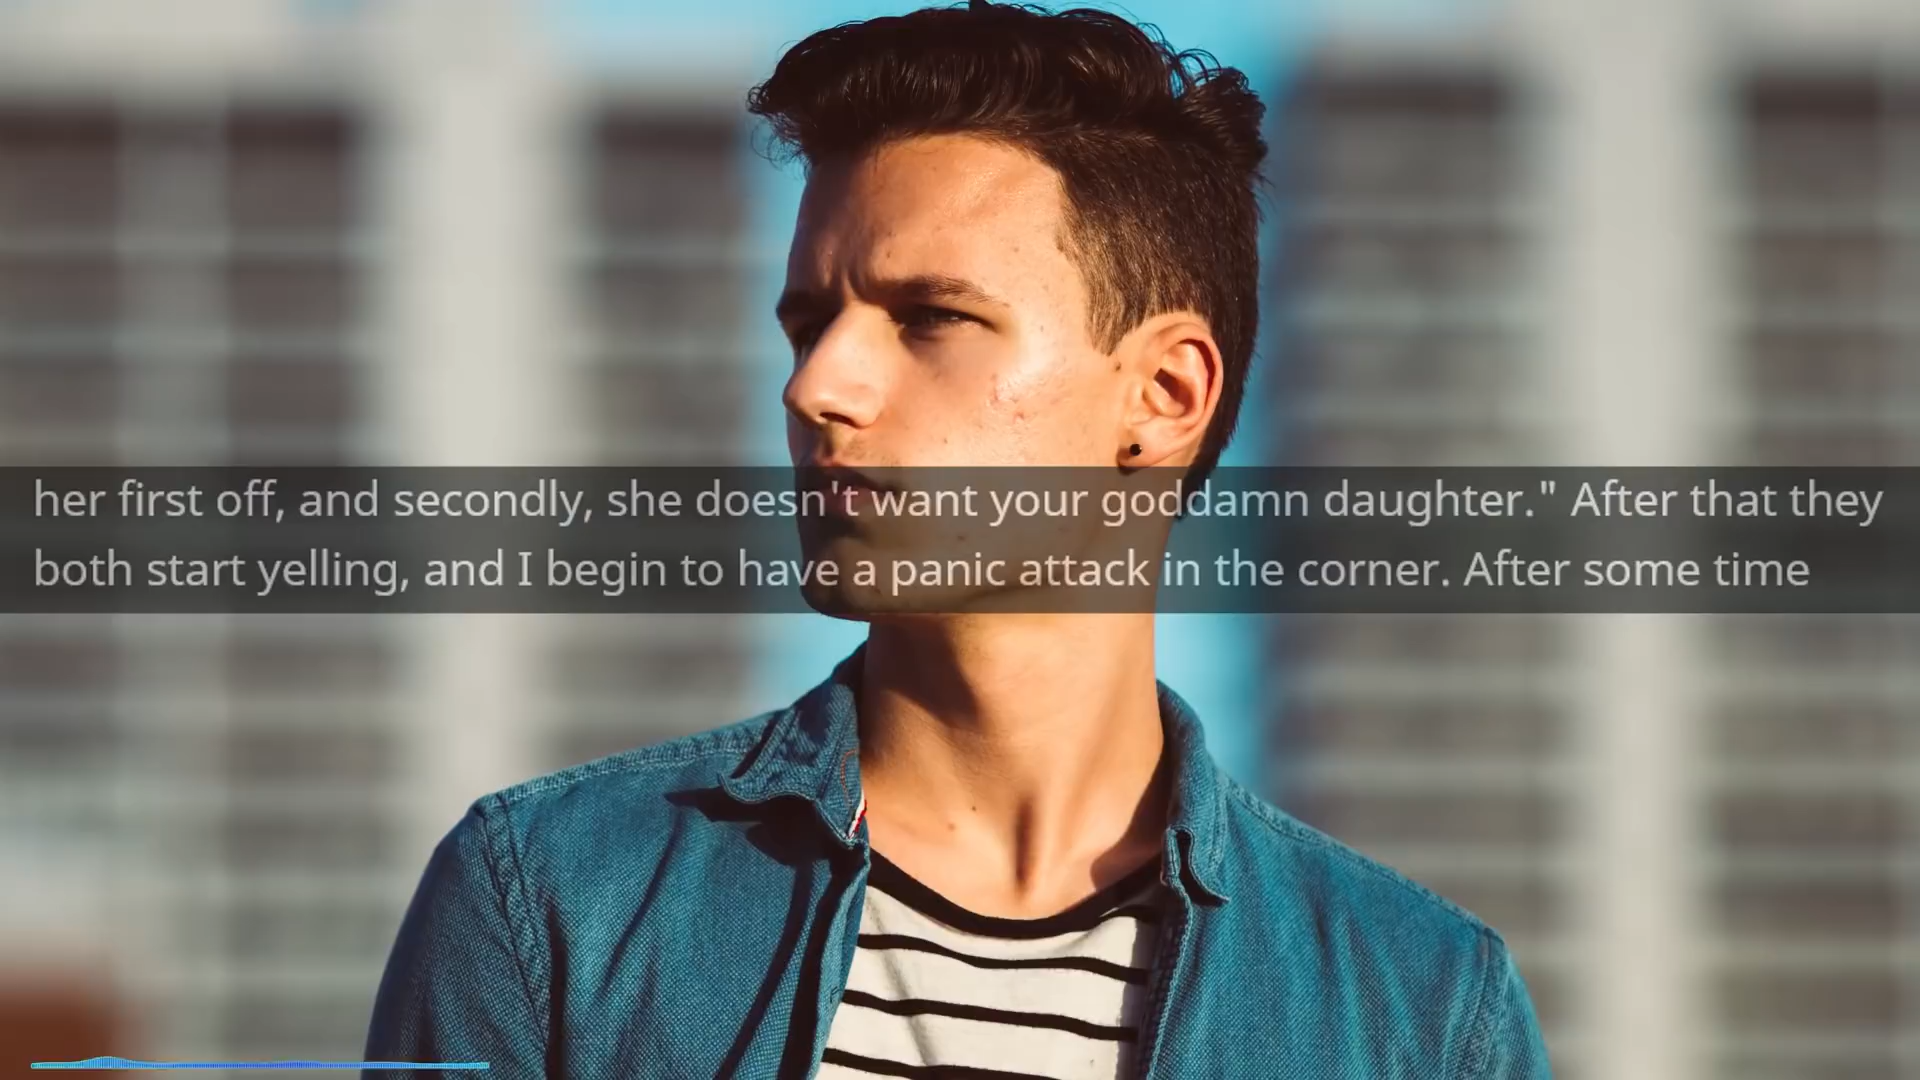 her first off, and secondly, she doesn't want your goddamn daughter." After that they
both start yelling, and I begin to have a panic attack in the corner. After some time